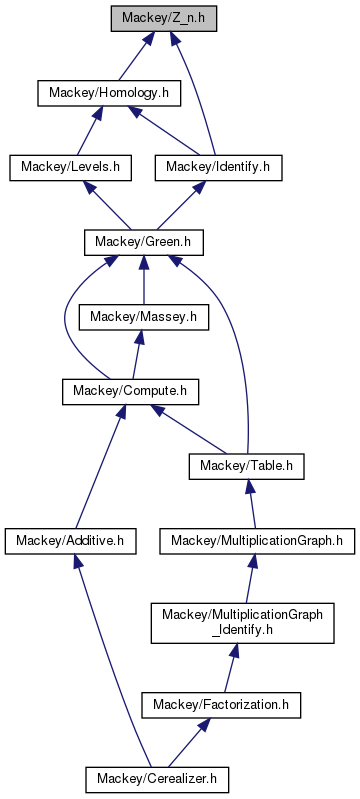 Mackey/Z_n.h
Mackey/Homology.h
Mackey/Levels.h
Mackey/Identify.h
Mackey/Green.h
Mackey/Massey.h
Mackey/Compute.h
Mackey/Table.h
Mackey/Additive.h
Mackey/MultiplicationGraph.h
Mackey/MultiplicationGraph
_Identify.h
Mackey/Factorization.h
Mackey/Cerealizer.h